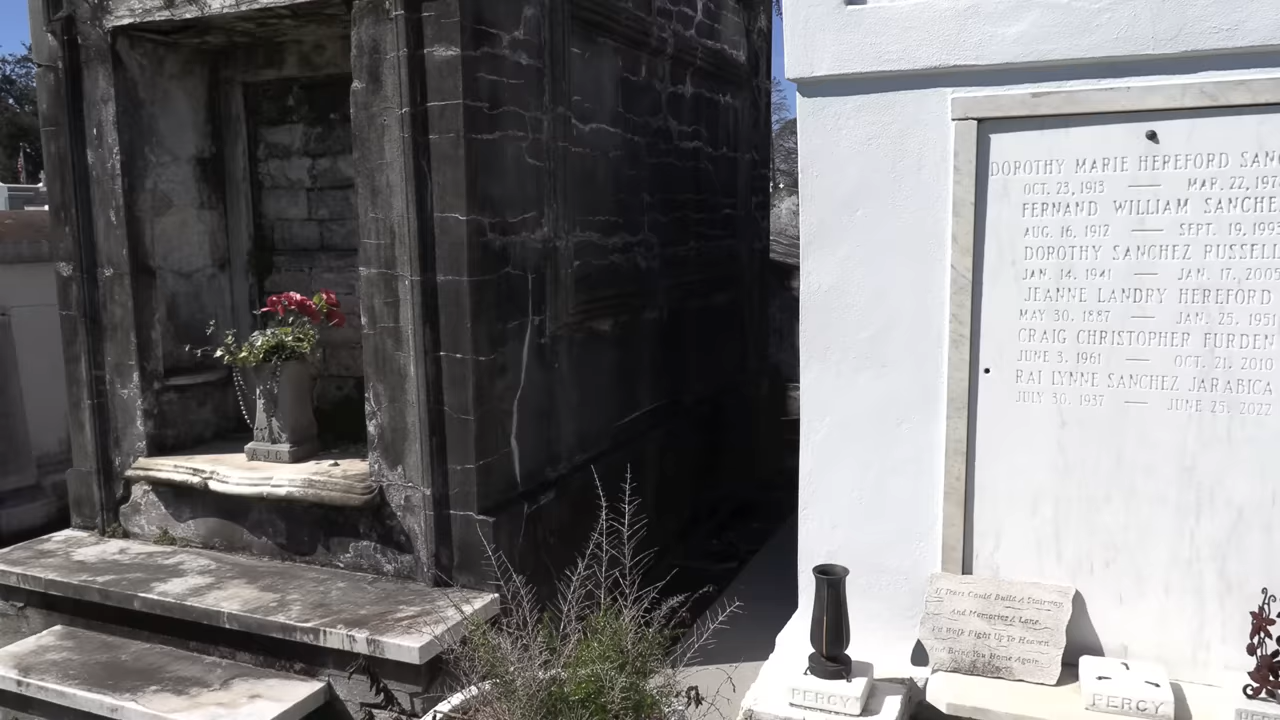 DOROTHY MARIE HEREFORD
OCT. 23, 1913 — MAR. 22, 197
FERNAND WILLIAM SANCHE
AUG. 16, 1912 — SEPT. 19, 1993
DOROTHY SANCHEZ RUSSELL
JAN. 14, 1941 — JAN. 17, 2005
JEANNE LANDRY HEREFORD
MAY 30, 1887 — JAN. 25, 1951
CRAIG CHRISTOPHER FURDEN
JUNE 3, 1961 — OCT. 21, 2010
RAI LYNNE SANCHEZ JARABICA
JULY 30, 1937 — JUNE 25, 2022
A.J.G.
If Tears Could Build A Stairway,
And Memories A Lane,
I'd Walk Right Up To Heaven
And Bring You Home Again.
PERCY
PERCY